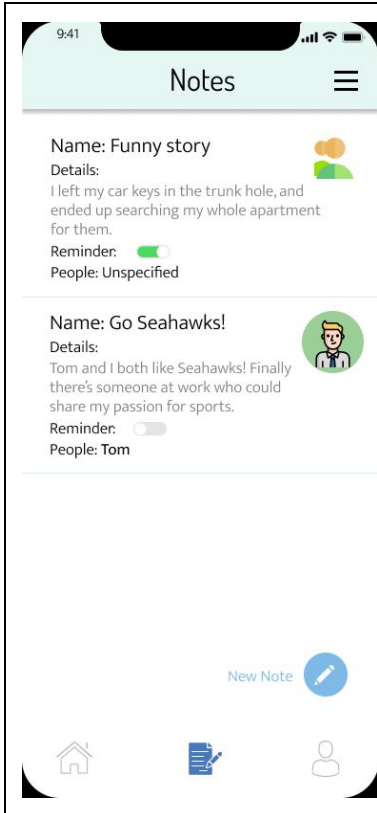 9:41
Notes
Name: Funny story
Details:
I left my car keys in the trunk hole, and
ended up searching my whole apartment
for them.
Reminder:
People: Unspecified
Name: Go Seahawks!
Details:
Tom and I both like Seahawks! Finally
there's someone at work who could
share my passion for sports.
Reminder:
People: Tom
New Note